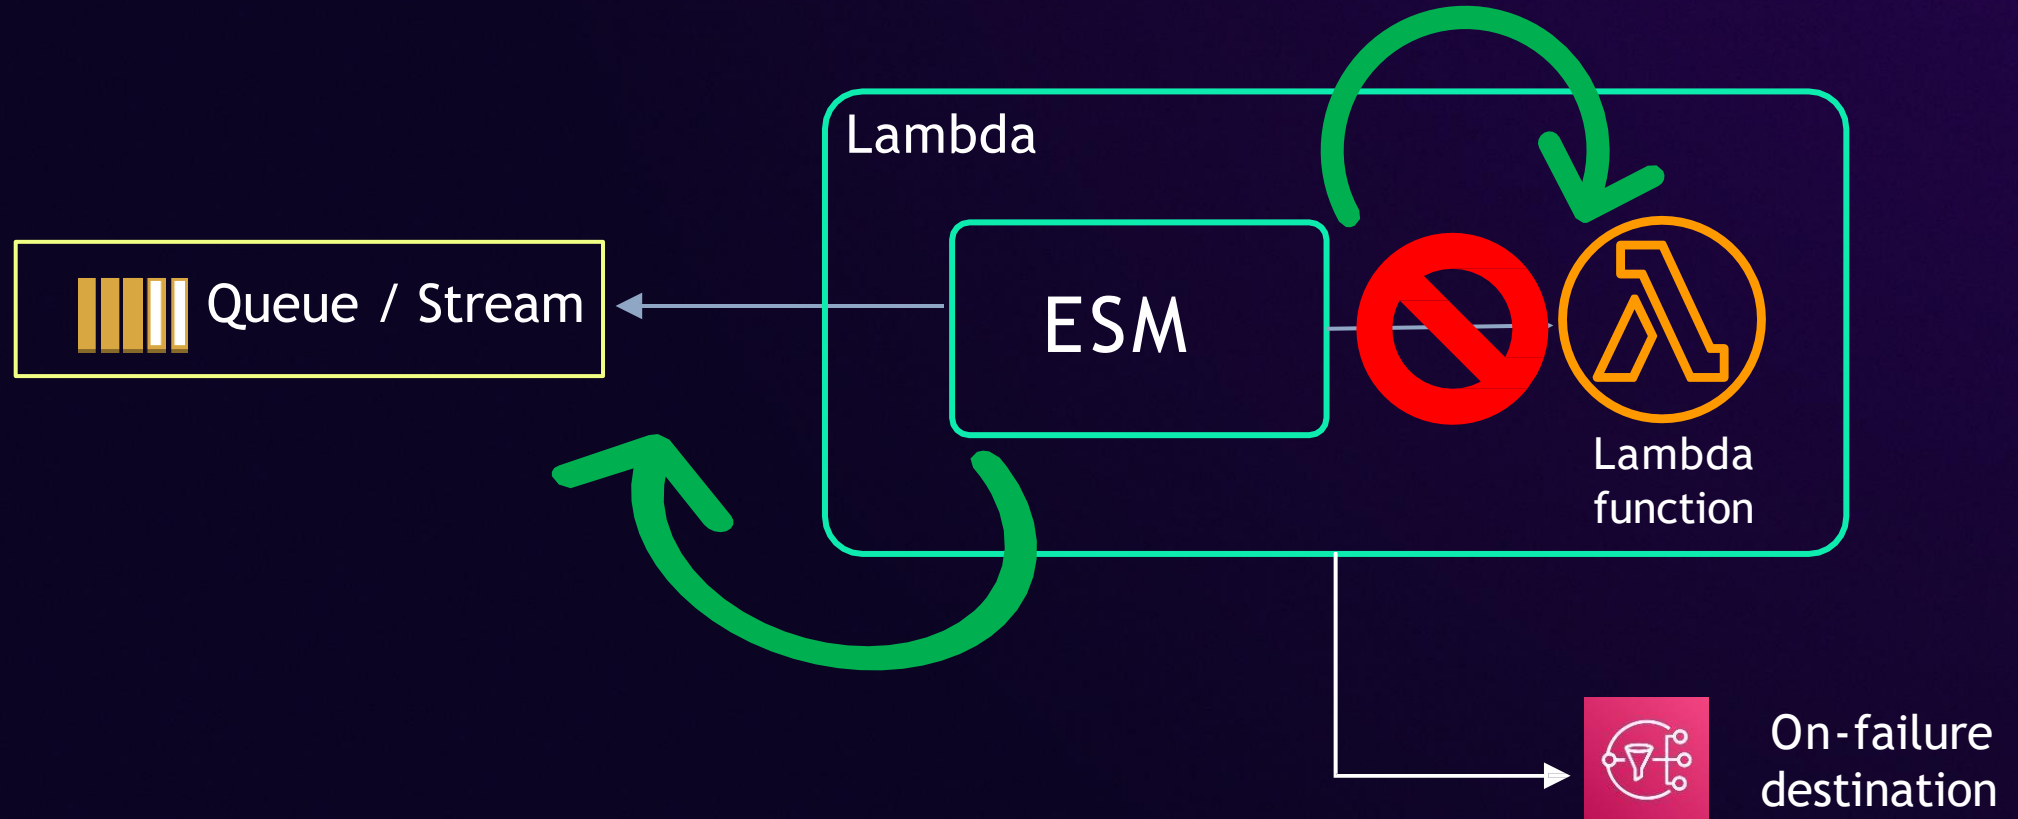 Lambda
Queue / Stream
ESM
Lambda
function
On-failure
destination